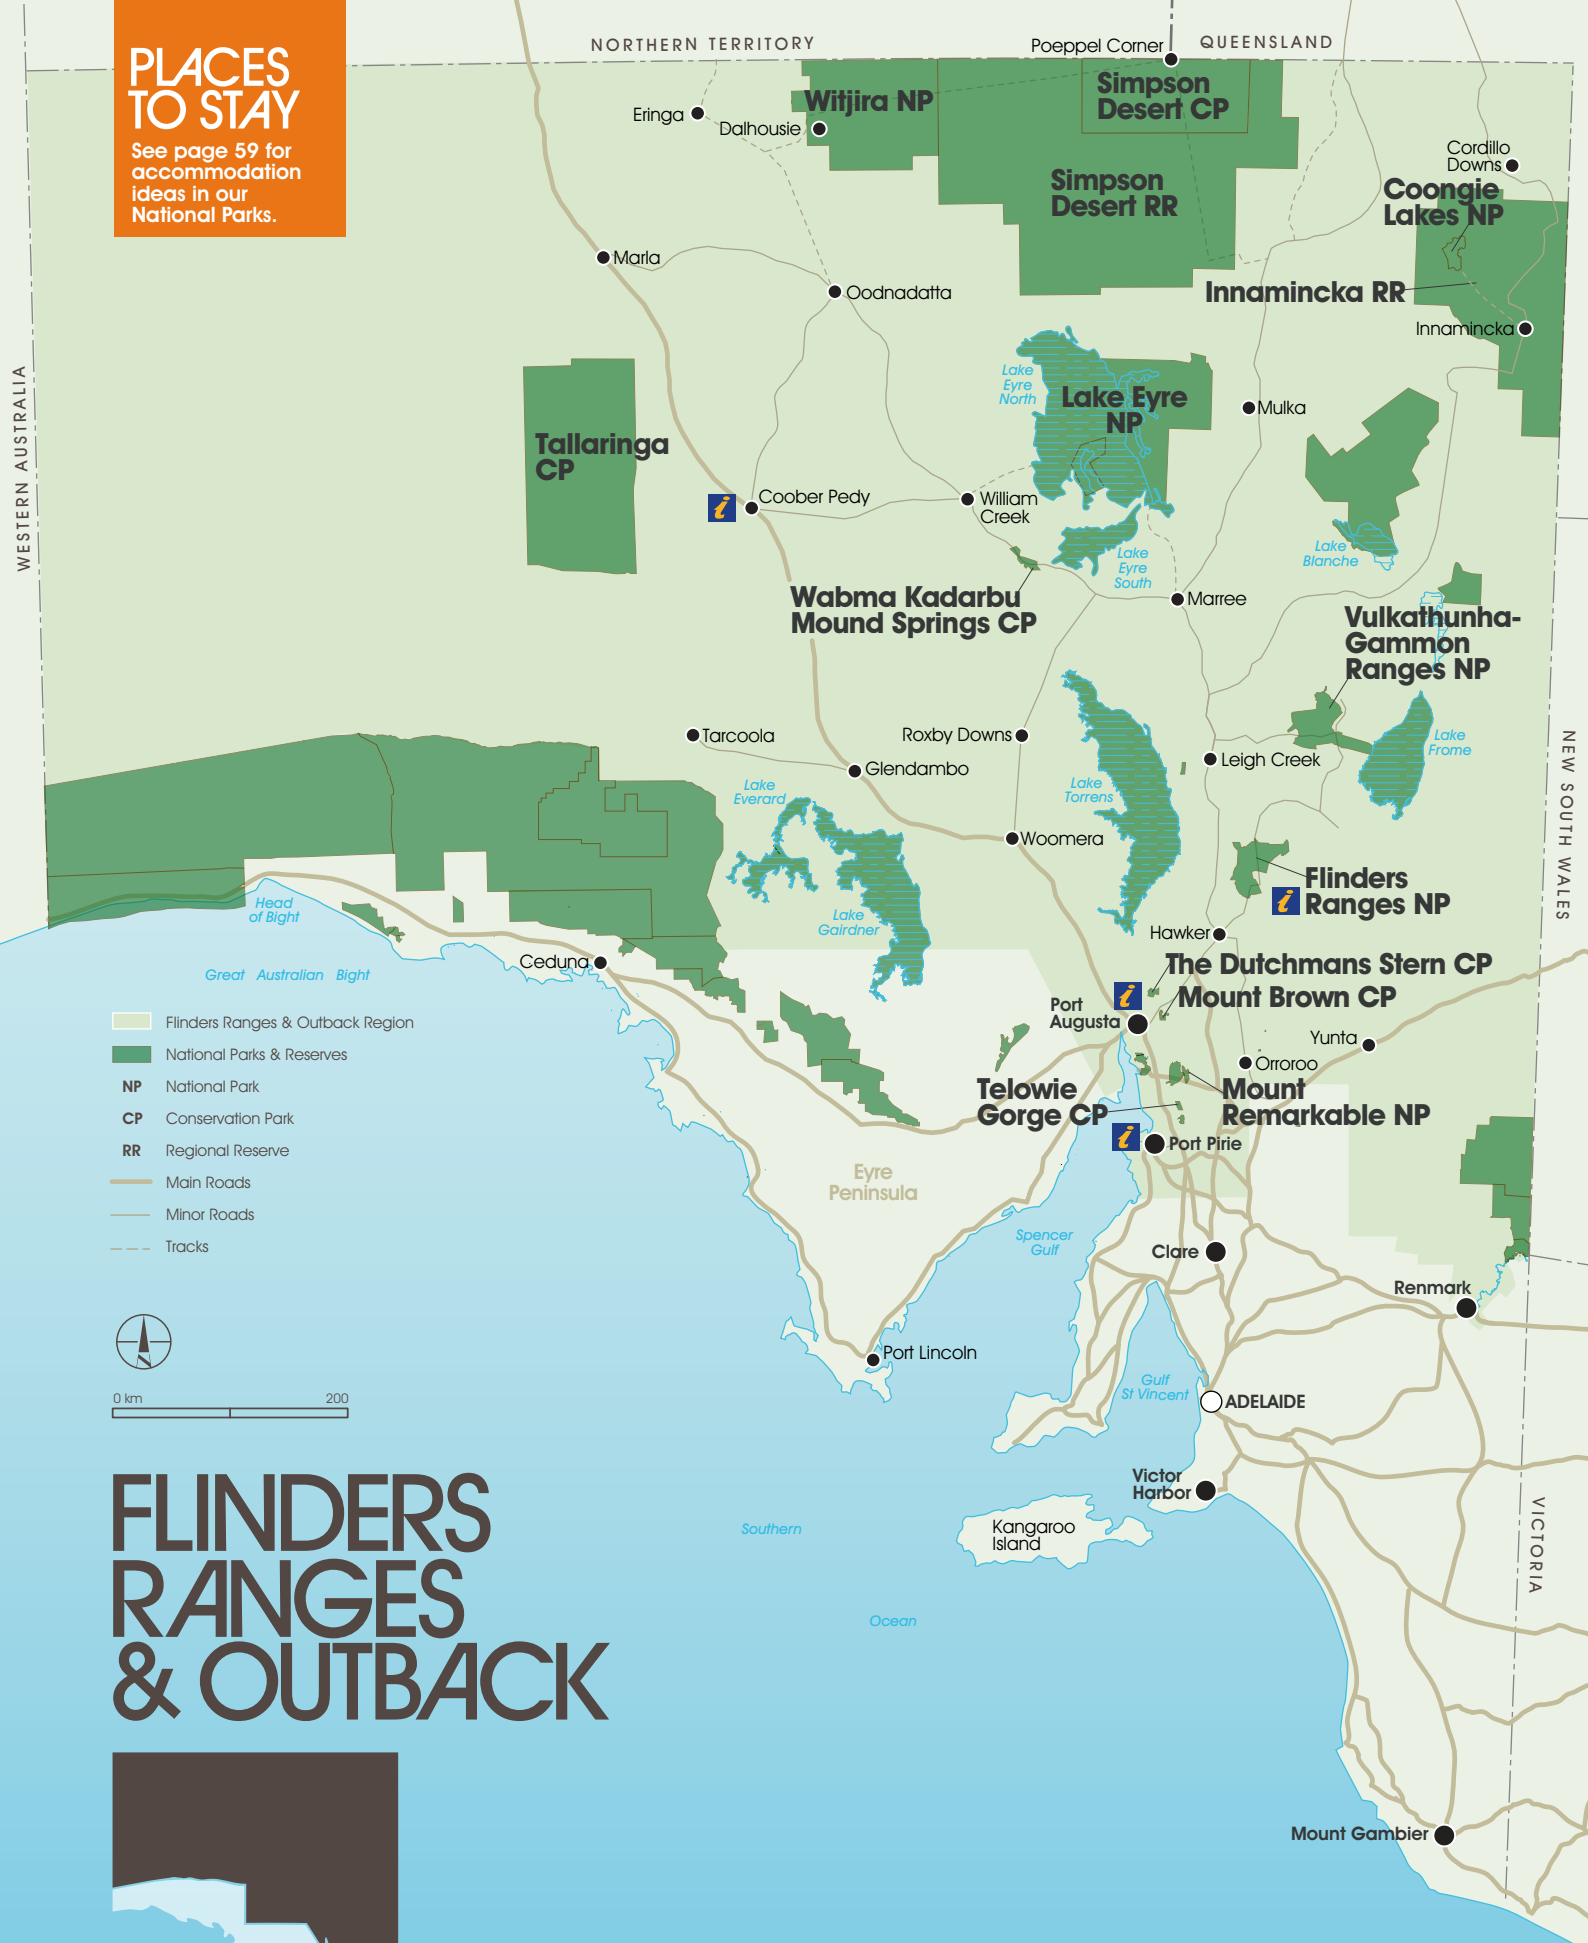 PLACES
TO STAY
See page 59 for
accommodation
ideas in our
National Parks.
NORTHERN TERRITORY
QUEENSLAND
Poeppel Corner
Witjira NP
Simpson
Desert CP
Eringa
Dalhousie
Cordillo
Downs
Simpson
Desert RR
Coongie
Lakes NP
Marla
Oodnadatta
Innamincka RR
Innamincka
WESTERN AUSTRALIA
Lake
Eyre
North
Lake Eyre
NP
Mulka
Tallaringa
CP
i
Coober Pedy
William
Creek
Lake
Eyre
South
Lake
Blanche
Wabma Kadarbu
Mound Springs CP
Marree
Vulkathunha-
Gammon
Ranges NP
Tarcoola
Roxby Downs
Glendambo
Leigh Creek
Lake
Frome
Lake
Everard
Lake
Torrens
Woomera
NEW SOUTH WALES
Flinders
Ranges NP
i
Head
of Bight
Lake
Gairdner
Hawker
Ceduna
Great Australian Bight
The Dutchmans Stern CP
i
Mount Brown CP
Port
Augusta
Yunta
Orroroo
Flinders Ranges & Outback Region
National Parks & Reserves
NP National Park
CP Conservation Park
RR Regional Reserve
Main Roads
Minor Roads
Tracks
Telowie
Gorge CP
Mount
Remarkable NP
i
Port Pirie
Eyre
Peninsula
Spencer
Gulf
Clare
Renmark
Port Lincoln
0 km 200
Gulf
St Vincent
ADELAIDE
Victor
Harbor
Kangaroo
Island
Southern
Ocean
VICTORIA
FLINDERS
RANGES
& OUTBACK
Mount Gambier